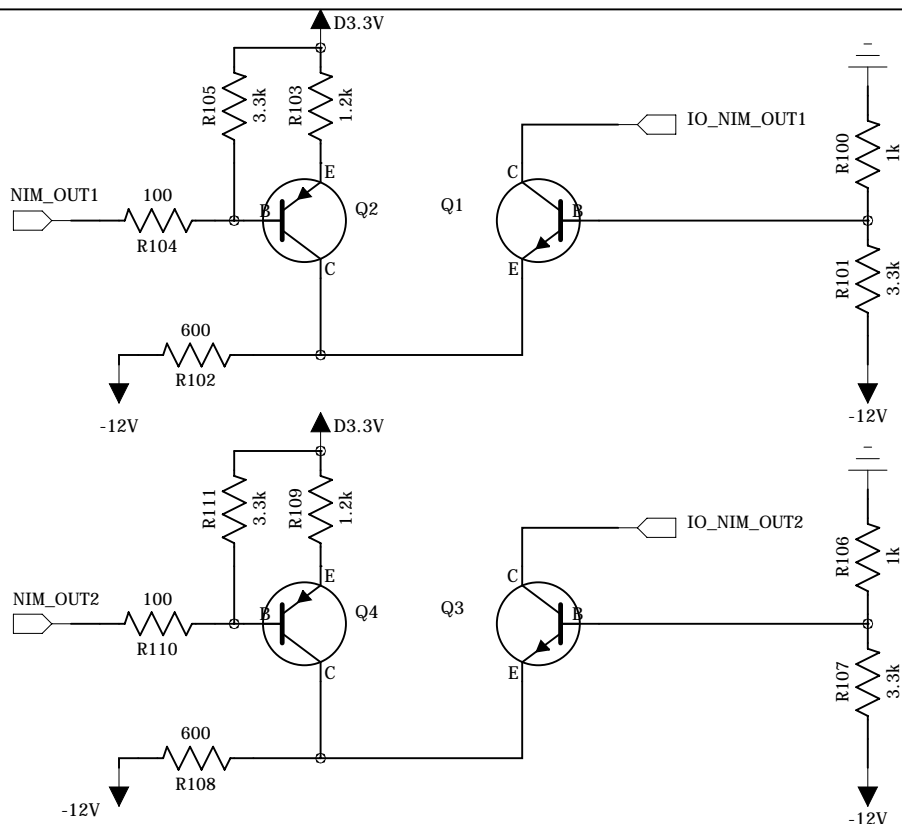 D3.3V
R105
3.3k
R103
1.2k
IO_NIM_OUT1
R100
1k
E
C
NIM_OUT1
100
B
Q2
Q1
B
R104
C
E
R101
3.3k
600
R102
-12V
-12V
D3.3V
R111
3.3k
R109
1.2k
IO_NIM_OUT2
R106
1k
E
C
NIM_OUT2
100
B
Q4
Q3
B
R110
C
E
R107
3.3k
600
R108
-12V
-12V